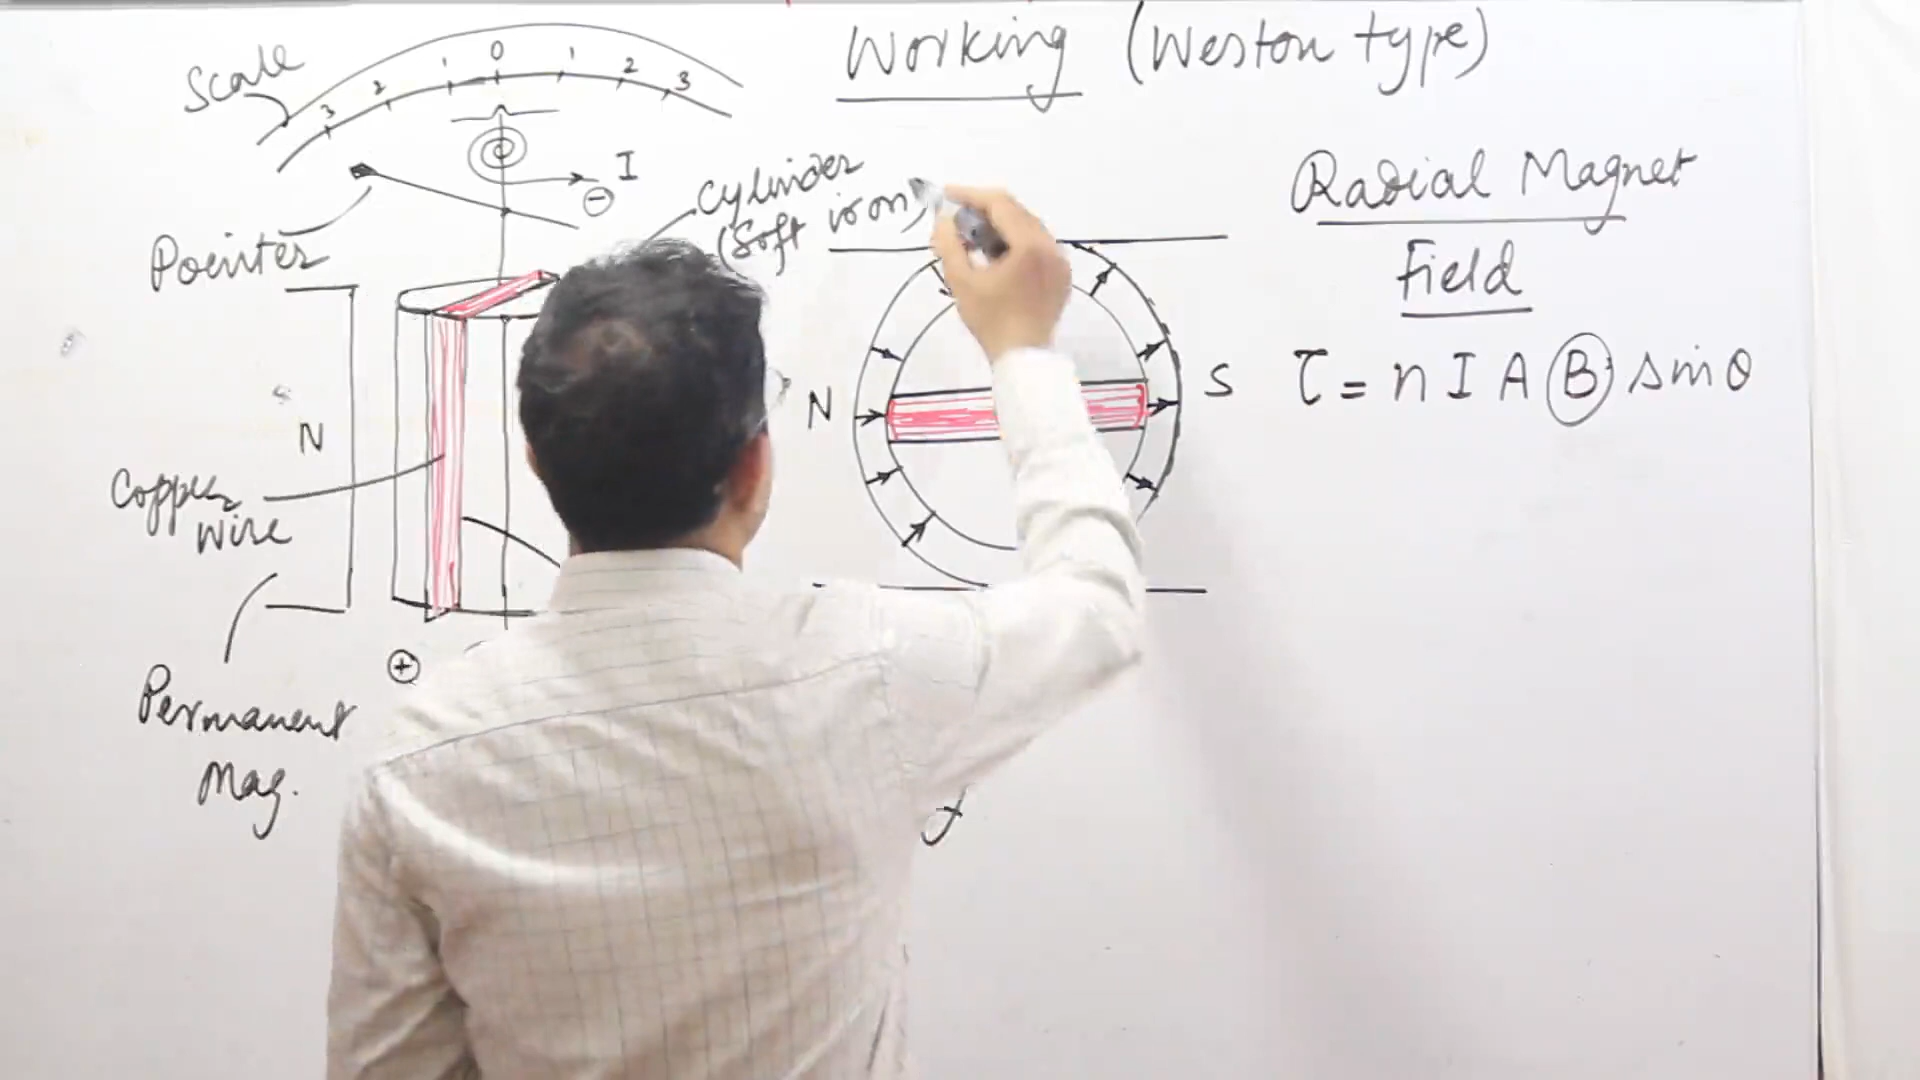 Working (Weston type)
Scale
3 2 1 0 1 2 3
I
⊖
Cylinder
(Soft iron)
Pointer
Radial Magnet
Field
N
N
S
τ = n I A B sin θ
Copper
Wire
⊕
Permanent
Mag.